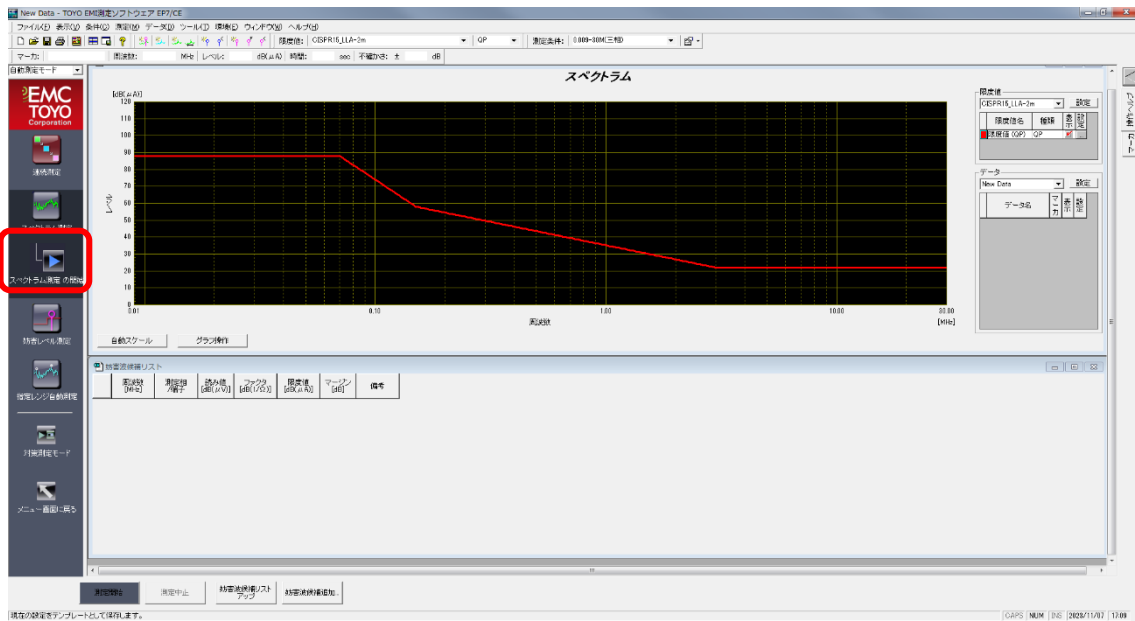 New Data - TOYO EMI測定ソフトウェア EP7/CE
ファイル(F) 表示(V) 条件(C) 測定(M) データ(D) ツール(T) 環境(E) ウィンドウ(W) ヘルプ(H)
限度値: CISPR15_LLA-2m QP 測定条件: 0.009-30M(三相)
マーカ: 周波数: MHz レベル: dB(μA) 時間: sec 不確かさ: ± dB
自動測定モード
EMC
TOYO
Corporation
連続測定
スペクトラム測定
スペクトラム測定の開始
妨害レベル測定
指定レンジ自動測定
対策測定モード
メニュー画面に戻る
スペクトラム
[dB(μA)]
120
110
100
90
80
70
60
50
40
30
20
10
0
レベル
0.01 0.10 1.00 10.00 30.00
周波数 [MHz]
自動スケール グラフ操作
限度値
CISPR15_LLA-2m 設定
限度値名 種類 表示 設定
限度値(QP) QP
データ
New Data 設定
データ名 マーカ 表示 設定
妨害波候補リスト
周波数 [MHz] 測定相/端子 読み値 [dB(μV)] ファクタ [dB(1/Ω)] 限度値 [dB(μA)] マージン [dB] 備考
測定開始 測定中止 妨害波候補リストアップ 妨害波候補追加..
現在の設定をテンプレートとして保存します。
CAPS NUM INS 2023/11/07 17:09